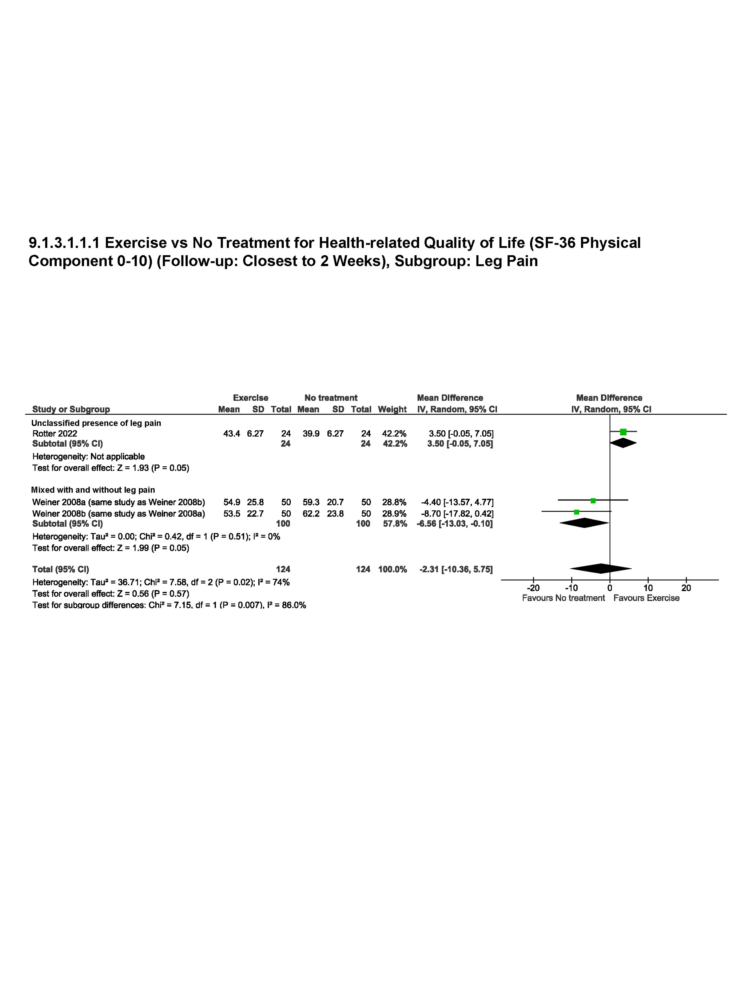 9.1.3.1.1.1 Exercise vs No Treatment for Health-related Quality of Life (SF-36 Physical
Component 0-10) (Follow-up: Closest to 2 Weeks), Subgroup: Leg Pain
Exercise No treatment Mean Difference Mean Difference
Study or Subgroup Mean SD Total Mean SD Total Weight IV, Random, 95% CI IV, Random, 95% CI
Unclassified presence of leg pain
Rotter 2022 43.4 6.27 24 39.9 6.27 24 42.2% 3.50 [-0.05, 7.05]
Subtotal (95% CI) 24 24 42.2% 3.50 [-0.05, 7.05]
Heterogeneity: Not applicable
Test for overall effect: Z = 1.93 (P = 0.05)
Mixed with and without leg pain
Weiner 2008a (same study as Weiner 2008b) 54.9 25.8 50 59.3 20.7 50 28.8% -4.40 [-13.57, 4.77]
Weiner 2008b (same study as Weiner 2008a) 53.5 22.7 50 62.2 23.8 50 28.9% -8.70 [-17.82, 0.42]
Subtotal (95% CI) 100 100 57.8% -6.56 [-13.03, -0.10]
Heterogeneity: Tau² = 0.00; Chi² = 0.42, df = 1 (P = 0.51); I² = 0%
Test for overall effect: Z = 1.99 (P = 0.05)
Total (95% CI) 124 124 100.0% -2.31 [-10.36, 5.75]
Heterogeneity: Tau² = 36.71; Chi² = 7.58, df = 2 (P = 0.02); I² = 74%
Test for overall effect: Z = 0.56 (P = 0.57)
Test for subgroup differences: Chi² = 7.15, df = 1 (P = 0.007), I² = 86.0%
-20 -10 0 10 20
Favours No treatment Favours Exercise